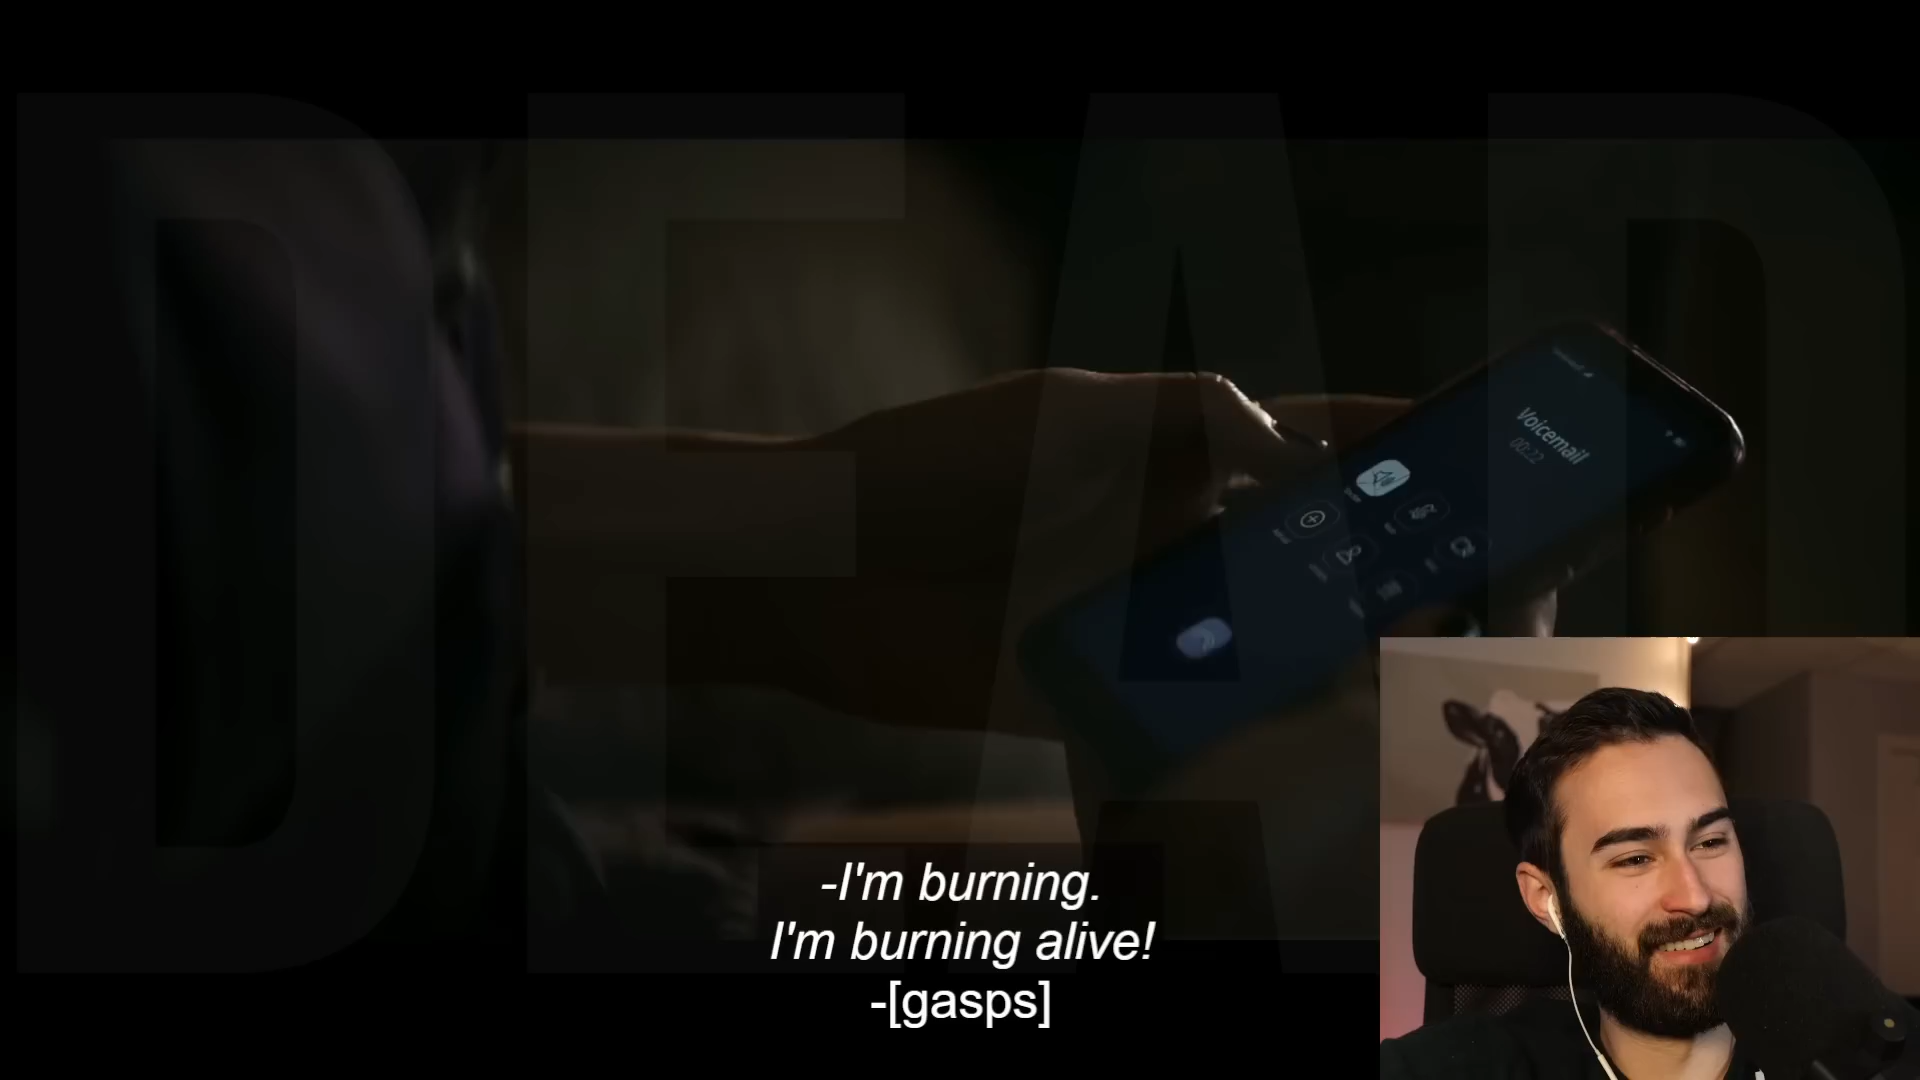 DEAD
Voicemail
00:22
-I'm burning.
I'm burning alive!
-[gasps]